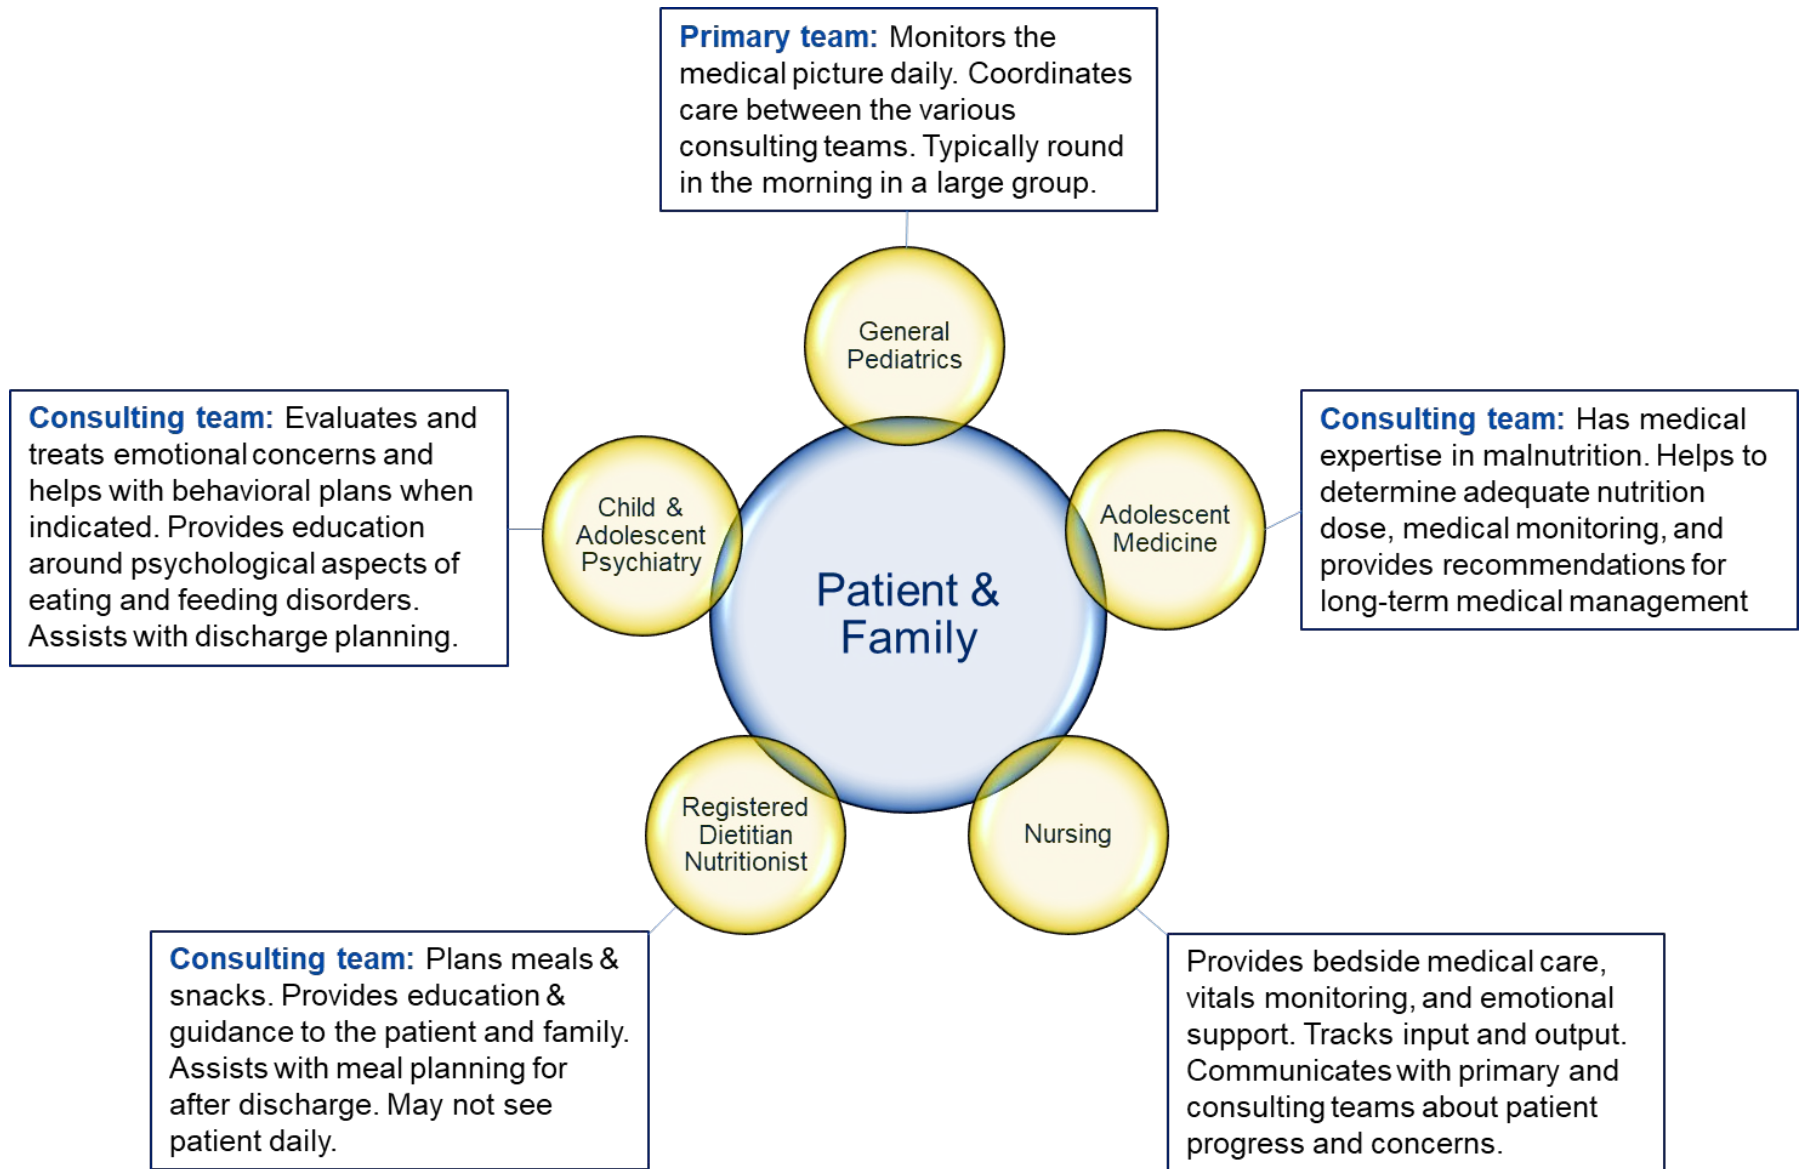 Primary team: Monitors the
medical picture daily. Coordinates
care between the various
consulting teams. Typically round
in the morning in a large group.
General
Pediatrics
Consulting team: Evaluates and
treats emotional concerns and
helps with behavioral plans when
indicated. Provides education
around psychological aspects of
eating and feeding disorders.
Assists with discharge planning.
Child &
Adolescent
Psychiatry
Patient &
Family
Adolescent
Medicine
Consulting team: Has medical
expertise in malnutrition. Helps to
determine adequate nutrition
dose, medical monitoring, and
provides recommendations for
long-term medical management
Registered
Dietitian
Nutritionist
Nursing
Consulting team: Plans meals &
snacks. Provides education &
guidance to the patient and family.
Assists with meal planning for
after discharge. May not see
patient daily.
Provides bedside medical care,
vitals monitoring, and emotional
support. Tracks input and output.
Communicates with primary and
consulting teams about patient
progress and concerns.